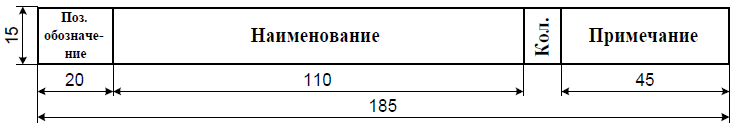 Поз.
обозначе-
ние
Наименование
Кол.
Примечание
15
20
110
45
185